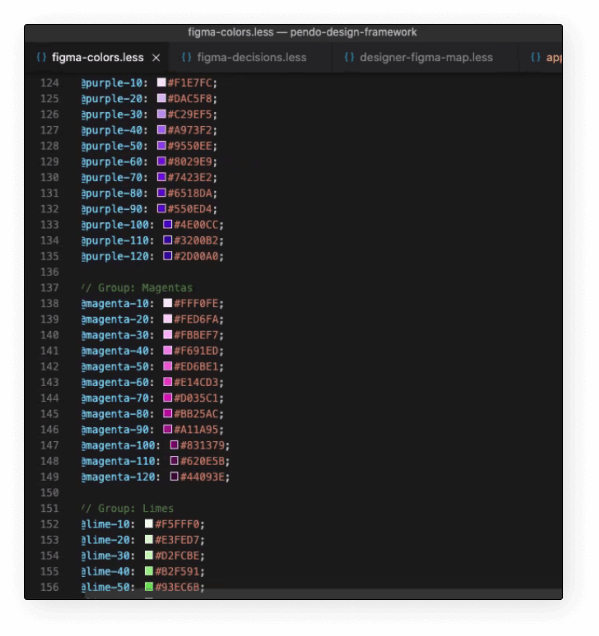 figma-colors.less — pendo-design-framework
{} figma-colors.less × {} figma-decisions.less {} designer-figma-map.less {} app
124 @purple-10: #F1E7FC;
125 @purple-20: #DAC5F8;
126 @purple-30: #C29EF5;
127 @purple-40: #A973F2;
128 @purple-50: #9550EE;
129 @purple-60: #8029E9;
130 @purple-70: #7423E2;
131 @purple-80: #6518DA;
132 @purple-90: #550ED4;
133 @purple-100: #4E00CC;
134 @purple-110: #3200B2;
135 @purple-120: #2D00A0;
136
137 // Group: Magentas
138 @magenta-10: #FFF0FE;
139 @magenta-20: #FED6FA;
140 @magenta-30: #FBBEF7;
141 @magenta-40: #F691ED;
142 @magenta-50: #ED6BE1;
143 @magenta-60: #E14CD3;
144 @magenta-70: #D035C1;
145 @magenta-80: #BB25AC;
146 @magenta-90: #A11A95;
147 @magenta-100: #831379;
148 @magenta-110: #620E5B;
149 @magenta-120: #44093E;
150
151 // Group: Limes
152 @lime-10: #F5FFF0;
153 @lime-20: #E3FED7;
154 @lime-30: #D2FCBE;
155 @lime-40: #B2F591;
156 @lime-50: #93EC6B;